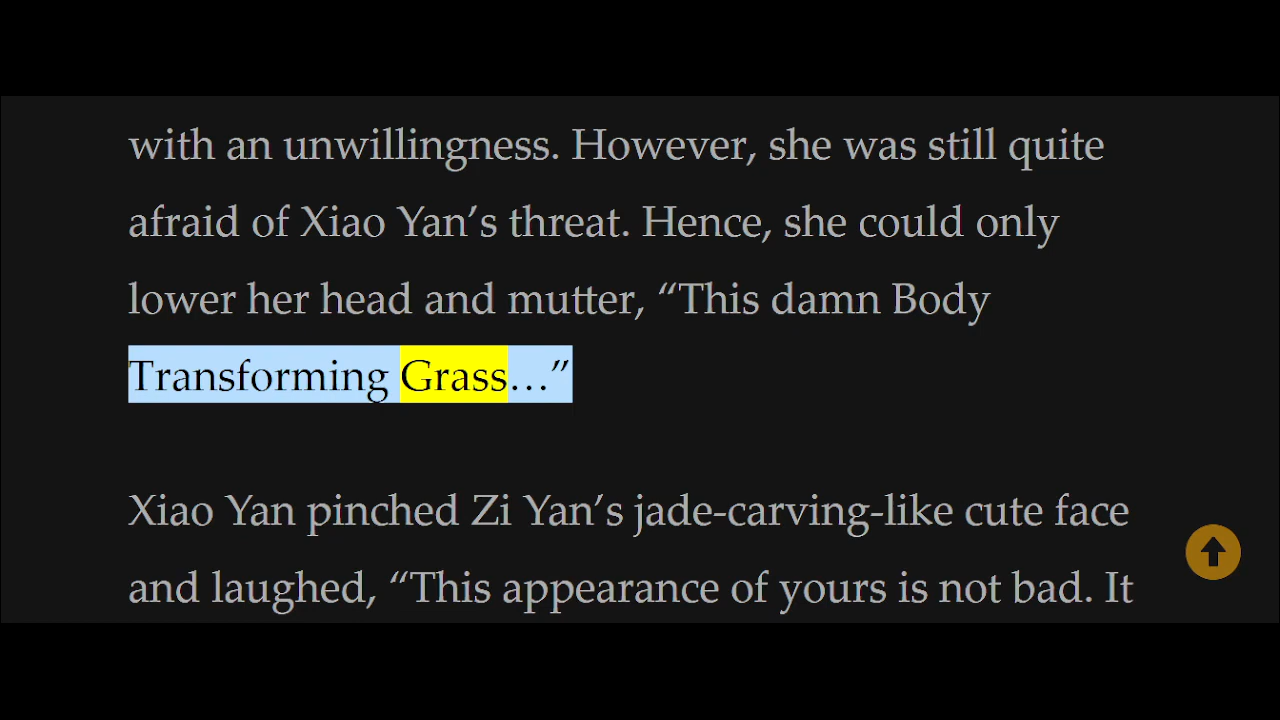 with an unwillingness. However, she was still quite
afraid of Xiao Yan’s threat. Hence, she could only
lower her head and mutter, “This damn Body
Transforming Grass…”
Xiao Yan pinched Zi Yan’s jade-carving-like cute face
and laughed, “This appearance of yours is not bad. It